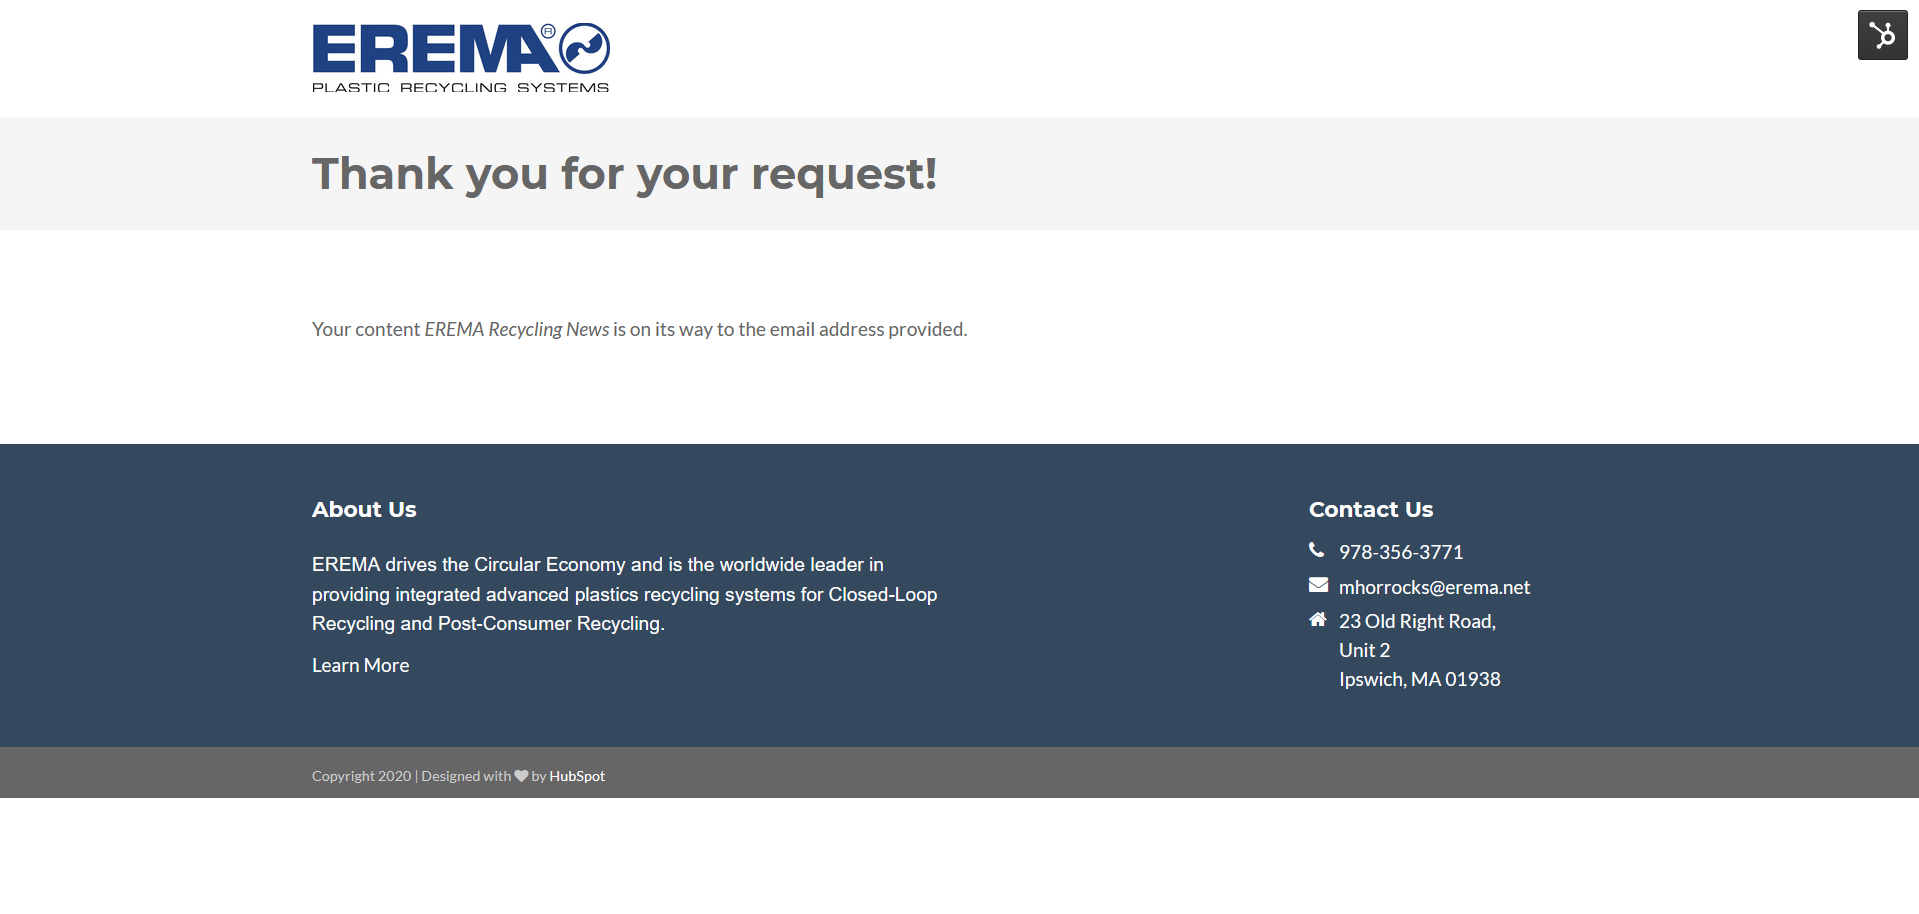 EREMA®
PLASTIC RECYCLING SYSTEMS
Thank you for your request!
Your content EREMA Recycling News is on its way to the email address provided.
About Us
EREMA drives the Circular Economy and is the worldwide leader in
providing integrated advanced plastics recycling systems for Closed-Loop
Recycling and Post-Consumer Recycling.
Learn More
Contact Us
978-356-3771
mhorrocks@erema.net
23 Old Right Road,
Unit 2
Ipswich, MA 01938
Copyright 2020 | Designed with ♥ by HubSpot